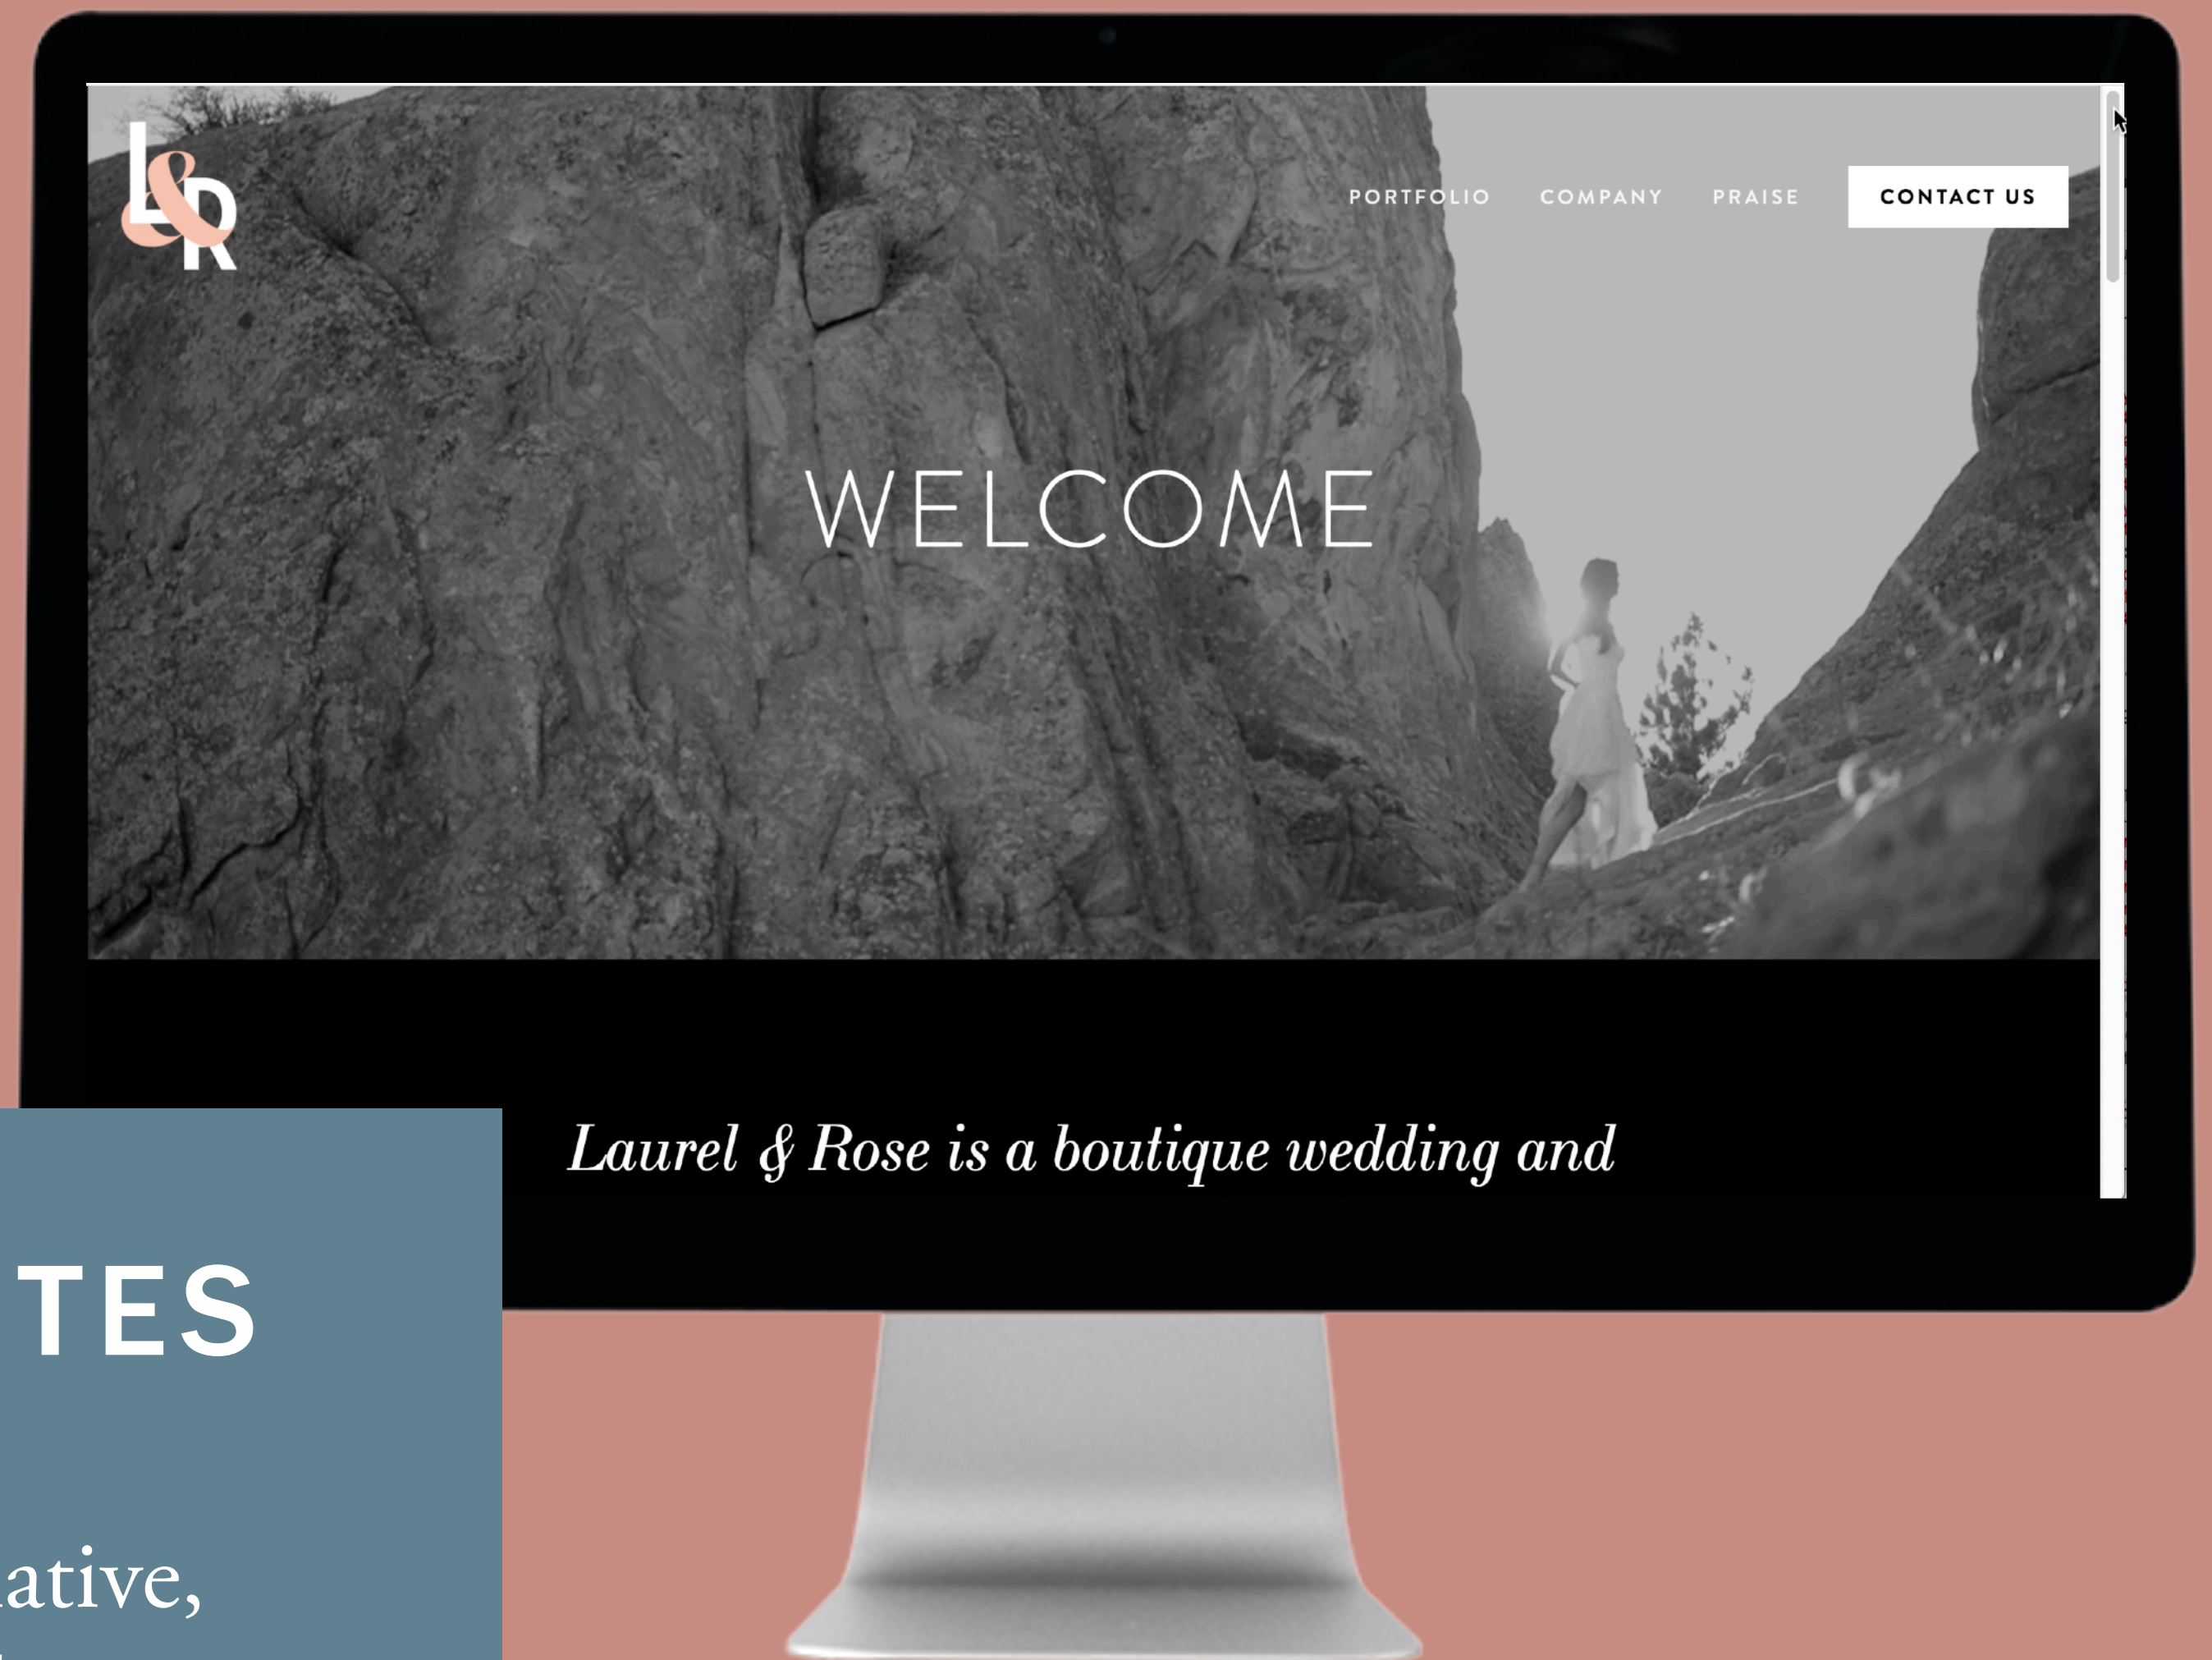 L&R
PORTFOLIO COMPANY PRAISE CONTACT US
WELCOME
Laurel & Rose is a boutique wedding and
TES
ative,